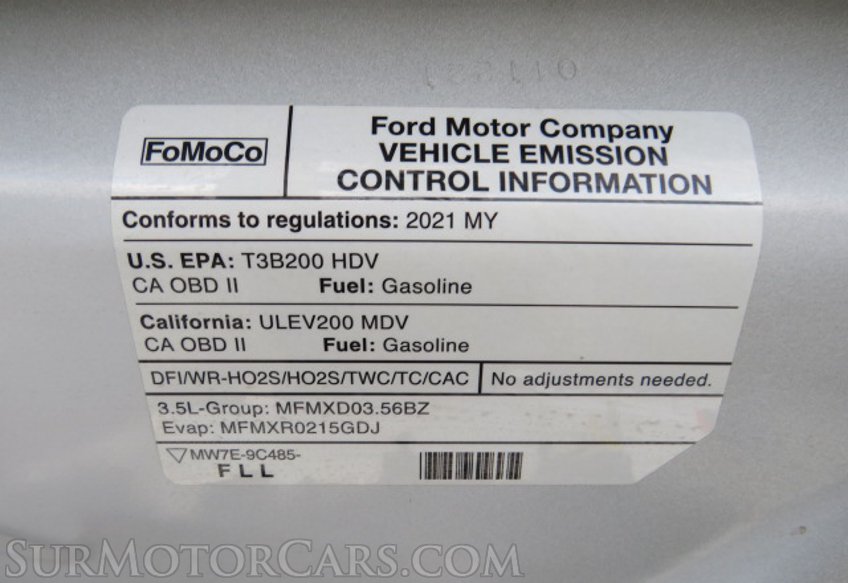 FoMoCo
Ford Motor Company
VEHICLE EMISSION
CONTROL INFORMATION
Conforms to regulations: 2021 MY
U.S. EPA: T3B200 HDV
CA OBD II Fuel: Gasoline
California: ULEV200 MDV
CA OBD II Fuel: Gasoline
DFI/WR-HO2S/HO2S/TWC/TC/CAC No adjustments needed.
3.5L-Group: MFMXD03.56BZ
Evap: MFMXR0215GDJ
MW7E-9C485-
FLL
SurMotorCars.com